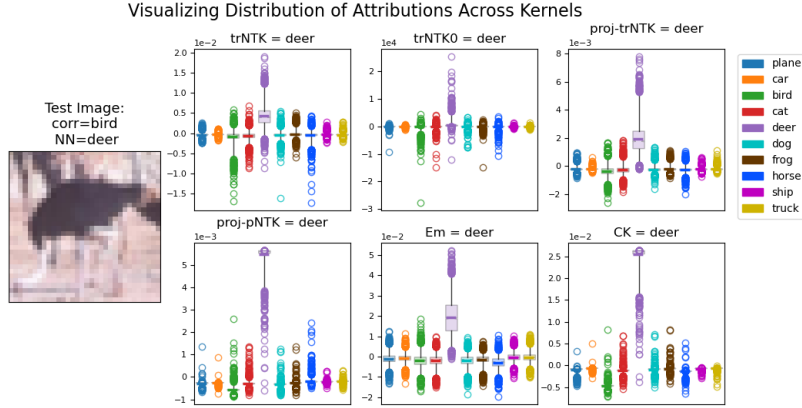 Visualizing Distribution of Attributions Across Kernels
Test Image:
corr=bird
NN=deer
trNTK = deer
1e−2
2.0
1.5
1.0
0.5
0.0
−0.5
−1.0
−1.5
trNTK0 = deer
1e4
3
2
1
0
−1
−2
−3
proj-trNTK = deer
1e−3
8
6
4
2
0
−2
plane
car
bird
cat
deer
dog
frog
horse
ship
truck
proj-pNTK = deer
1e−3
5
4
3
2
1
0
−1
Em = deer
1e−2
5
4
3
2
1
0
−1
−2
−3
CK = deer
1e−2
2.5
2.0
1.5
1.0
0.5
0.0
−0.5